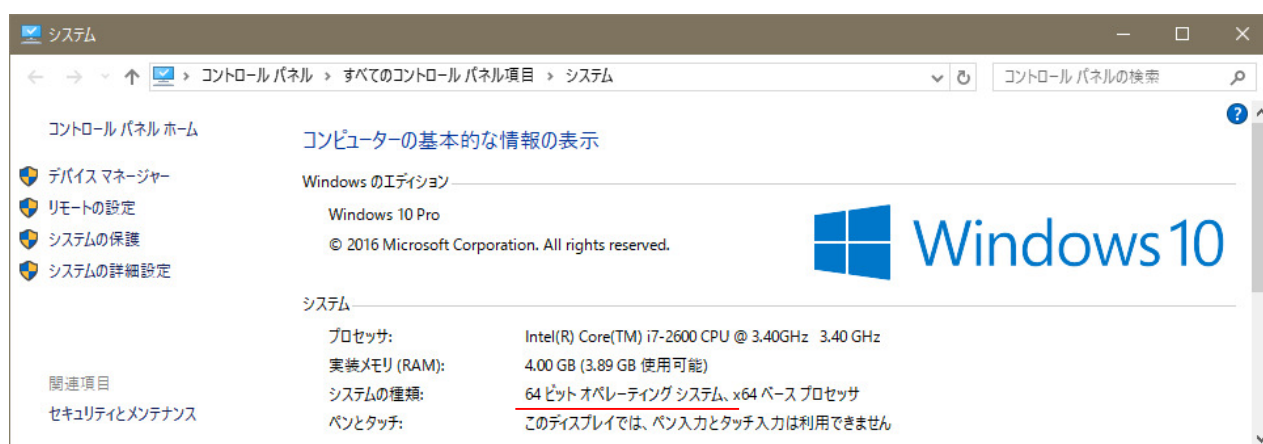 システム
コントロール パネル › すべてのコントロール パネル項目 › システム
コントロール パネルの検索
コントロール パネル ホーム
デバイス マネージャー
リモートの設定
システムの保護
システムの詳細設定
関連項目
セキュリティとメンテナンス
コンピューターの基本的な情報の表示
Windows のエディション
Windows 10 Pro
© 2016 Microsoft Corporation. All rights reserved.
Windows 10
システム
プロセッサ: Intel(R) Core(TM) i7-2600 CPU @ 3.40GHz 3.40 GHz
実装メモリ (RAM): 4.00 GB (3.89 GB 使用可能)
システムの種類: 64 ビット オペレーティング システム、x64 ベース プロセッサ
ペンとタッチ: このディスプレイでは、ペン入力とタッチ入力は利用できません